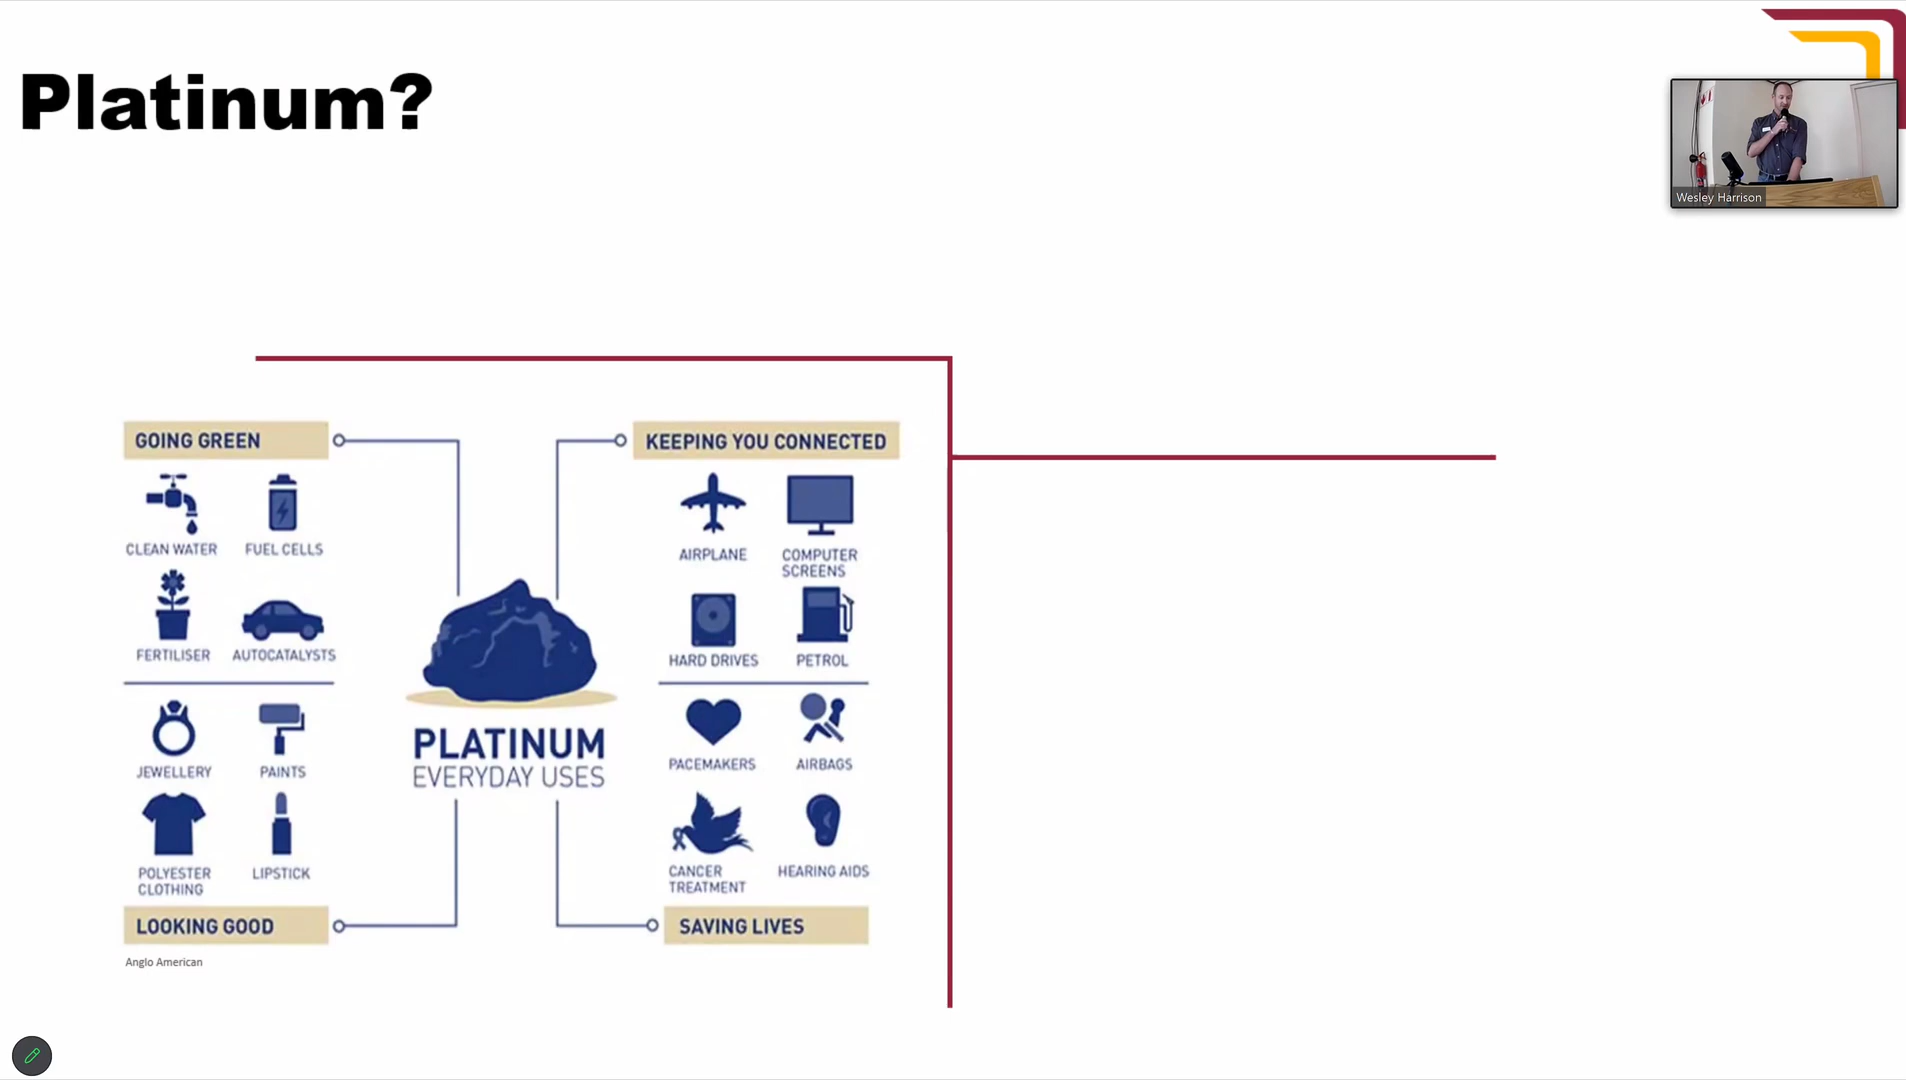 Platinum?
Wesley Harrison
GOING GREEN
CLEAN WATER
FUEL CELLS
FERTILISER
AUTOCATALYSTS
JEWELLERY
PAINTS
POLYESTER
CLOTHING
LIPSTICK
LOOKING GOOD
PLATINUM
EVERYDAY USES
KEEPING YOU CONNECTED
AIRPLANE
COMPUTER
SCREENS
HARD DRIVES
PETROL
PACEMAKERS
AIRBAGS
CANCER
TREATMENT
HEARING AIDS
SAVING LIVES
Anglo American